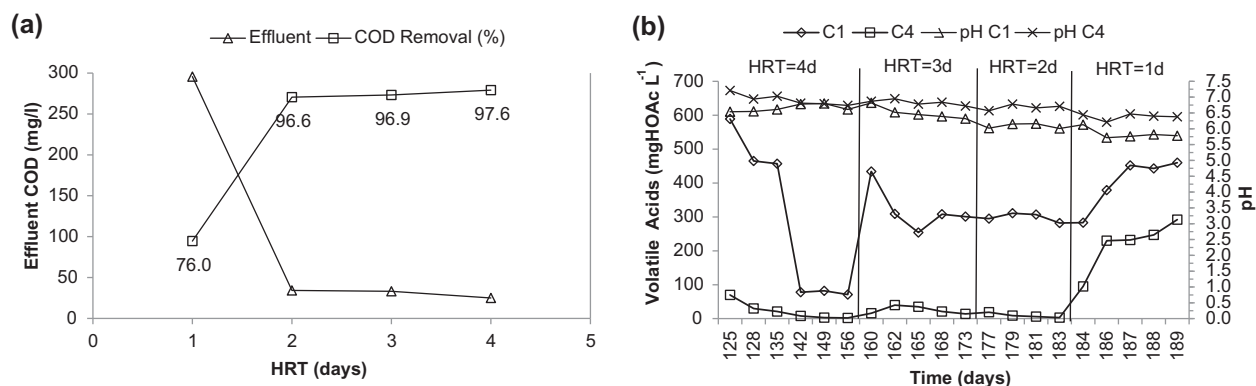 (a)
Effluent COD Removal (%)
Effluent COD (mg/l)
300
250
200
150
100
50
0
76.0
96.6
96.9
97.6
0 1 2 3 4 5
HRT (days)
(b)
C1 C4 pH C1 pH C4
HRT=4d HRT=3d HRT=2d HRT=1d
Volatile Acids (mgHOAc L-1)
700
600
500
400
300
200
100
0
7.5
7.0
6.5
6.0
5.5
5.0
4.5
4.0
3.5
3.0
2.5
2.0
1.5
1.0
0.5
0.0
pH
125 128 135 142 149 156 160 162 165 168 173 177 179 181 183 184 186 187 188 189
Time (days)